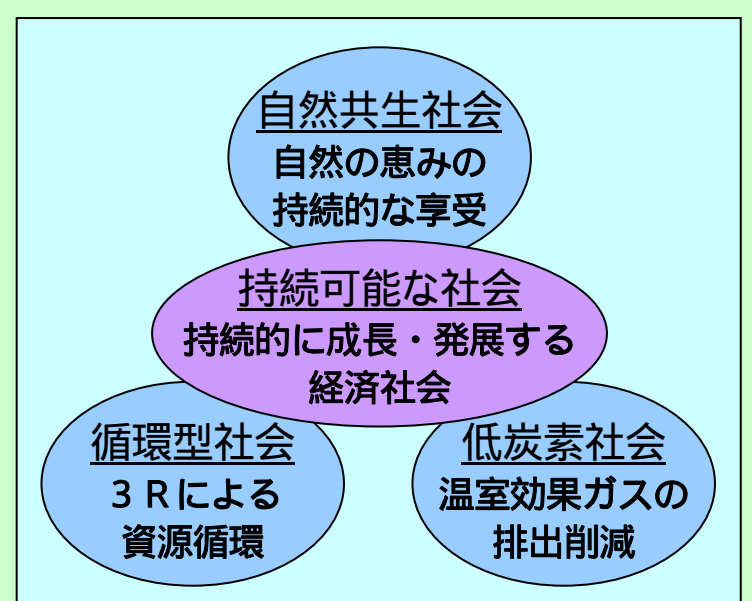 自然共生社会
自然の恵みの
持続的な享受
持続可能な社会
持続的に成長・発展する
経済社会
循環型社会
３Ｒによる
資源循環
低炭素社会
温室効果ガスの
排出削減